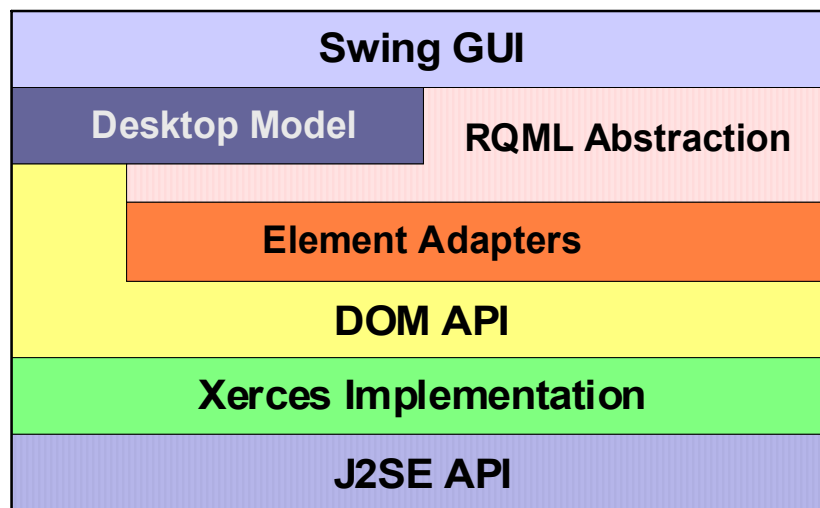 Swing GUI
Desktop Model
RQML Abstraction
Element Adapters
DOM API
Xerces Implementation
J2SE API